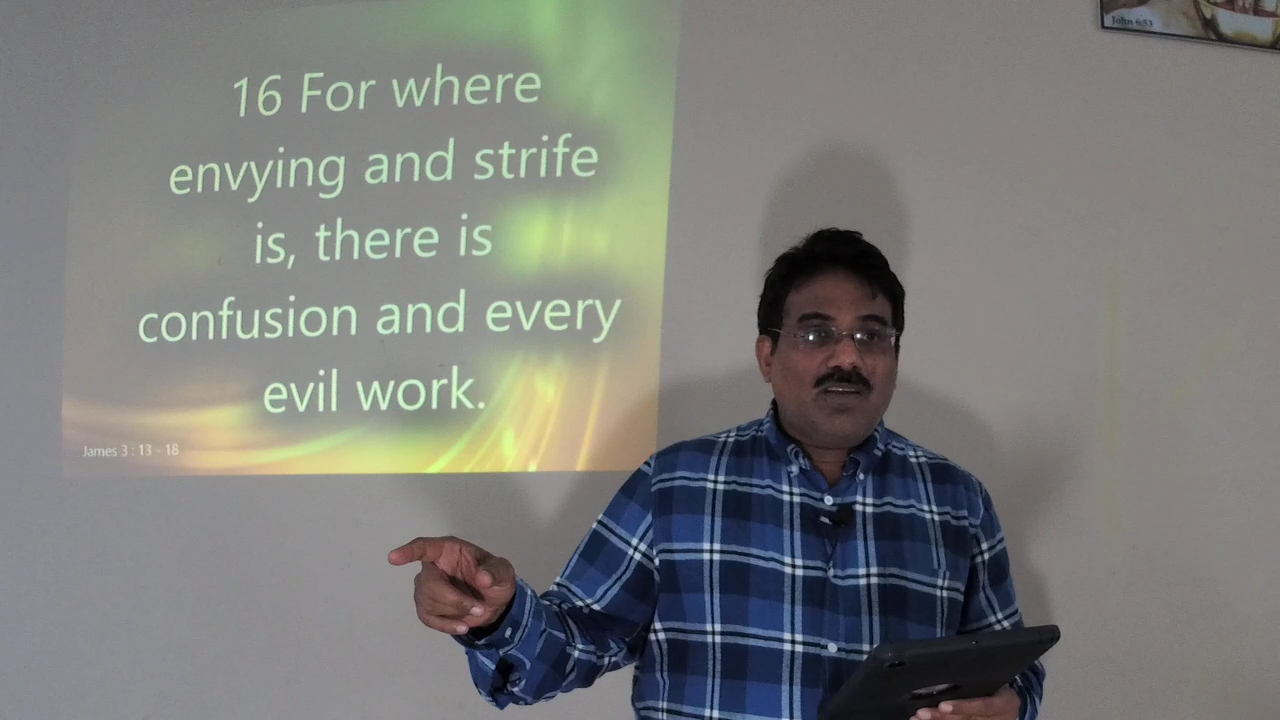 16 For where
envying and strife
is, there is
confusion and every
evil work.
James 3 : 13 - 18
John 6:53